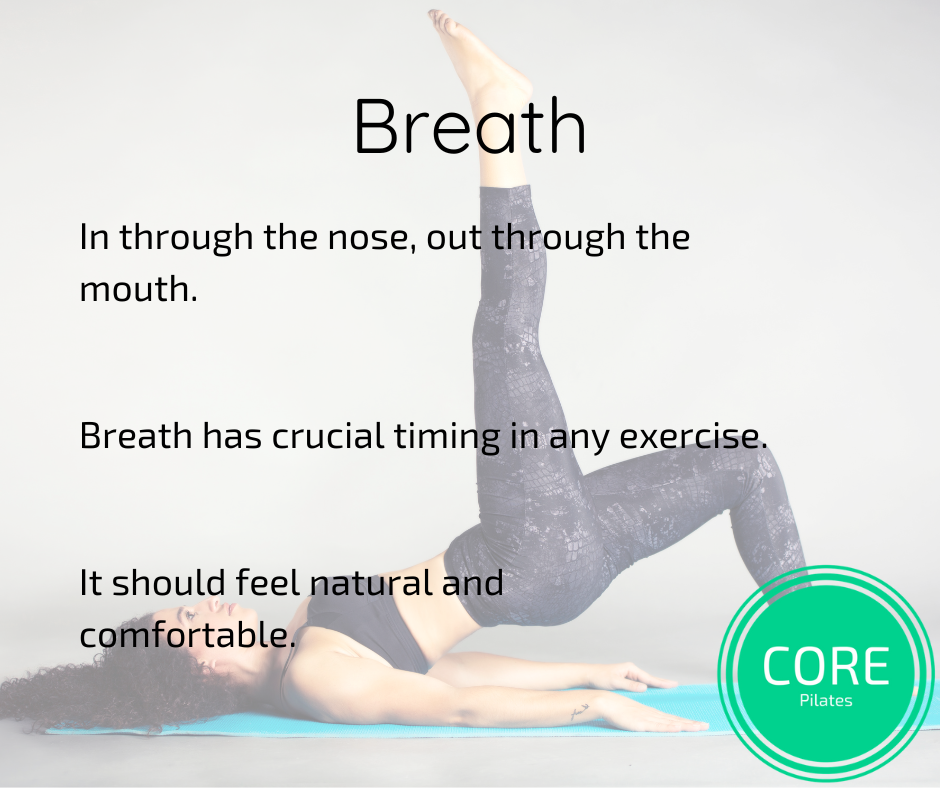 Breath
In through the nose, out through the
mouth.
Breath has crucial timing in any exercise.
It should feel natural and
comfortable.
CORE
Pilates